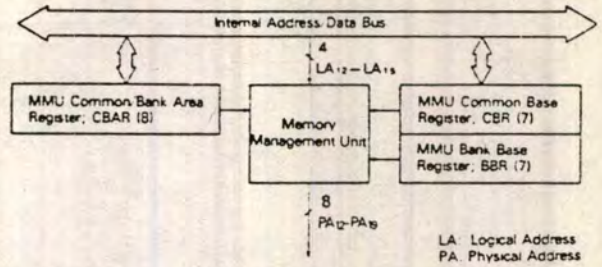 Internal Address/Data Bus
4
LA12–LA15
MMU Common/Bank Area
Register; CBAR (8)
Memory
Management Unit
MMU Common Base
Register; CBR (7)
MMU Bank Base
Register; BBR (7)
8
PA12–PA19
LA: Logical Address
PA: Physical Address